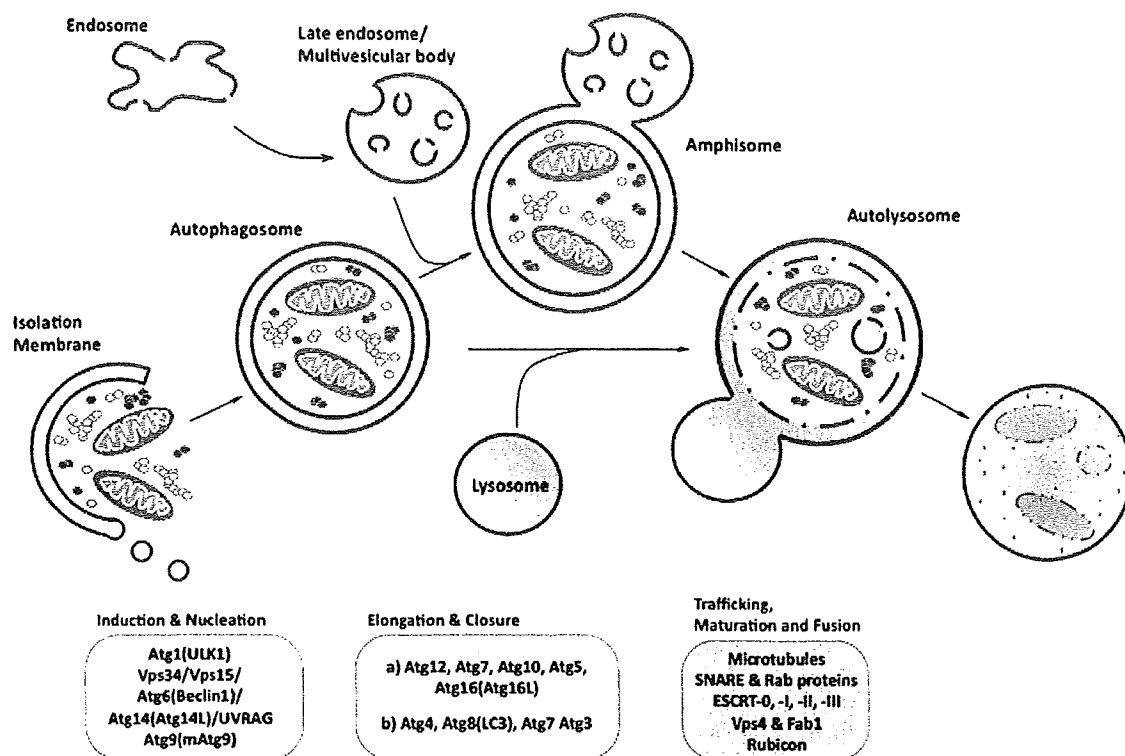 Endosome
Late endosome/
Multivesicular body
Amphisome
Autophagosome
Autolysosome
Isolation
Membrane
Lysosome
Induction & Nucleation
Atg1(ULK1)
Vps34/Vps15/
Atg6(Beclin1)/
Atg14(Atg14L)/UVRAG
Atg9(mAtg9)
Elongation & Closure
a) Atg12, Atg7, Atg10, Atg5,
Atg16(Atg16L)
b) Atg4, Atg8(LC3), Atg7 Atg3
Trafficking,
Maturation and Fusion
Microtubules
SNARE & Rab proteins
ESCRT-0, -I, -II, -III
Vps4 & Fab1
Rubicon